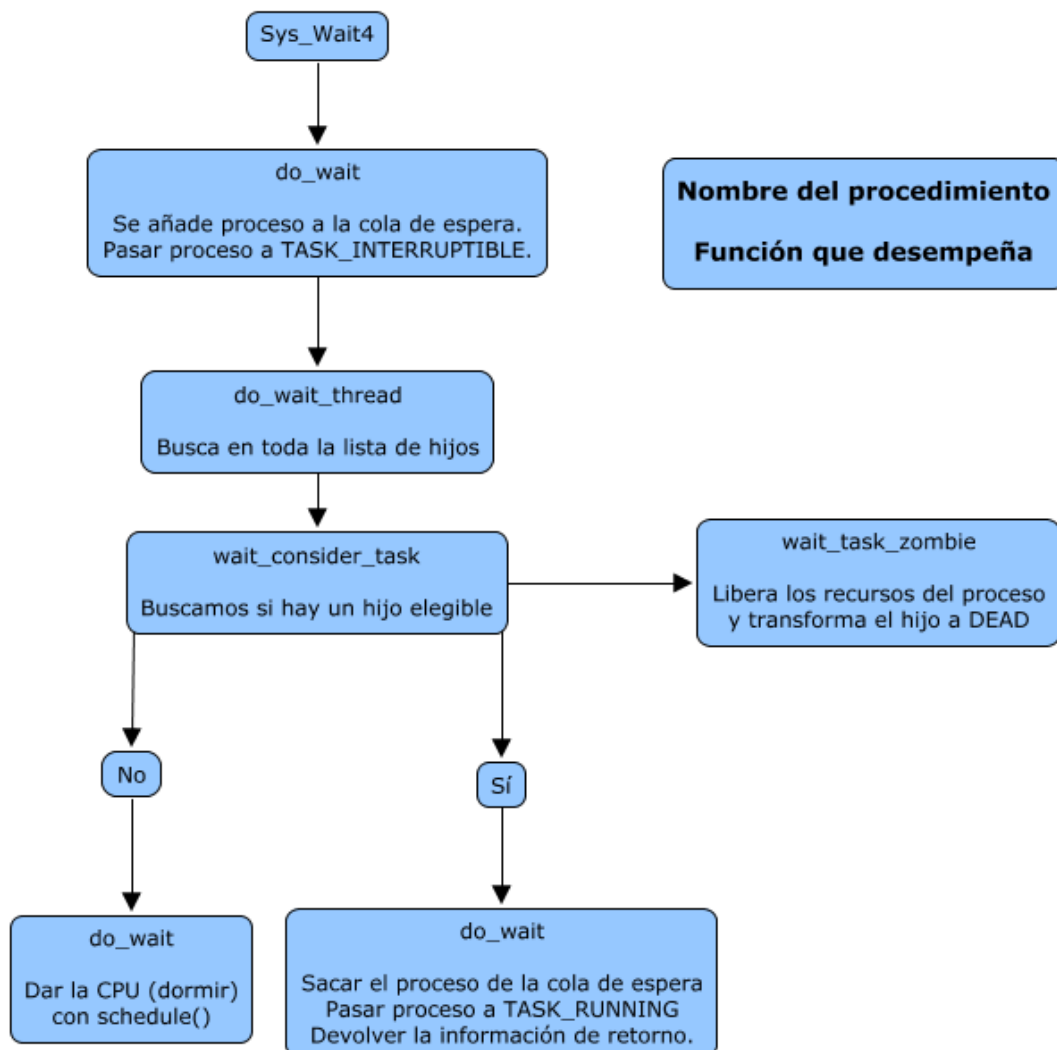 Sys_Wait4
do_wait
Se añade proceso a la cola de espera.
Pasar proceso a TASK_INTERRUPTIBLE.
Nombre del procedimiento
Función que desempeña
do_wait_thread
Busca en toda la lista de hijos
wait_consider_task
Buscamos si hay un hijo elegible
wait_task_zombie
Libera los recursos del proceso
y transforma el hijo a DEAD
No
Sí
do_wait
Dar la CPU (dormir)
con schedule()
do_wait
Sacar el proceso de la cola de espera
Pasar proceso a TASK_RUNNING
Devolver la información de retorno.